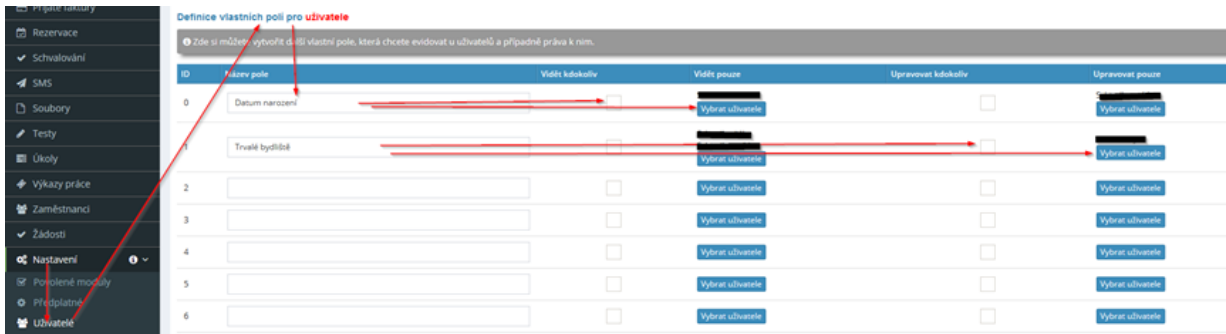 Přijaté faktury
Rezervace
Schvalování
SMS
Soubory
Testy
Úkoly
Výkazy práce
Zaměstnanci
Žádosti
Nastavení
Povolené moduly
Předplatné
Uživatelé
Definice vlastních polí pro uživatele
Zde si můžete vytvořit další vlastní pole, která chcete evidovat u uživatelů a případně práva k nim.
ID Název pole Vidět kdokoliv Vidět pouze Upravovat kdokoliv Upravovat pouze
0 Datum narození Vybrat uživatele Vybrat uživatele
1 Trvalé bydliště Vybrat uživatele Vybrat uživatele
2 Vybrat uživatele Vybrat uživatele
3 Vybrat uživatele Vybrat uživatele
4 Vybrat uživatele Vybrat uživatele
5 Vybrat uživatele Vybrat uživatele
6 Vybrat uživatele Vybrat uživatele